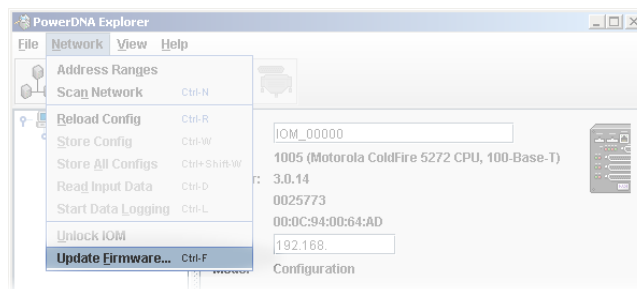 PowerDNA Explorer
File Network View Help
Address Ranges
Scan Network Ctrl-N
Reload Config Ctrl-R
Store Config Ctrl-W
Store All Configs Ctrl+Shift-W
Read Input Data Ctrl-D
Start Data Logging Ctrl-L
Unlock IOM
Update Firmware... Ctrl-F
IOM_00000
1005 (Motorola ColdFire 5272 CPU, 100-Base-T)
3.0.14
0025773
00:0C:94:00:64:AD
192.168.
Configuration